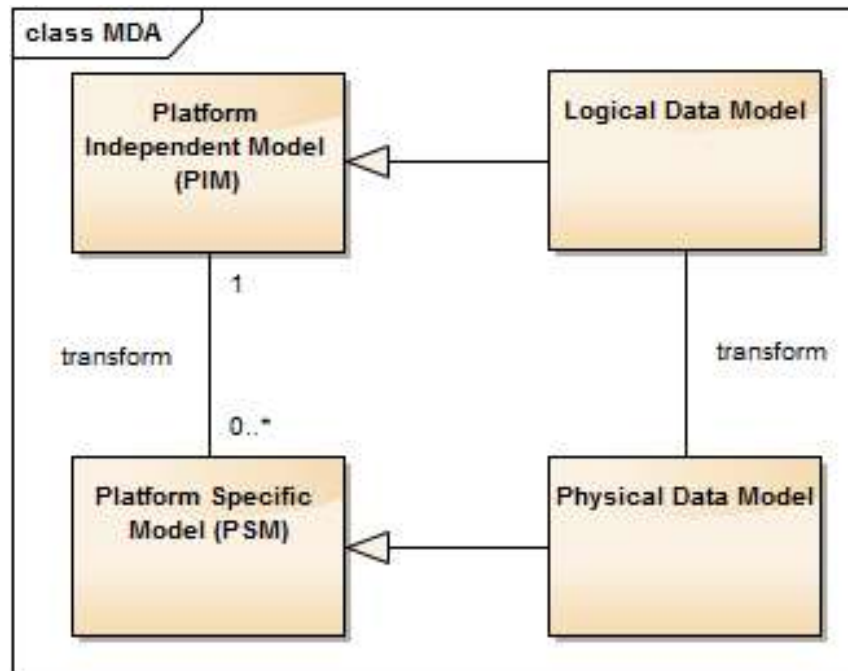 class MDA
Platform
Independent Model
(PIM)
Logical Data Model
1
transform
transform
0..*
Platform Specific
Model (PSM)
Physical Data Model